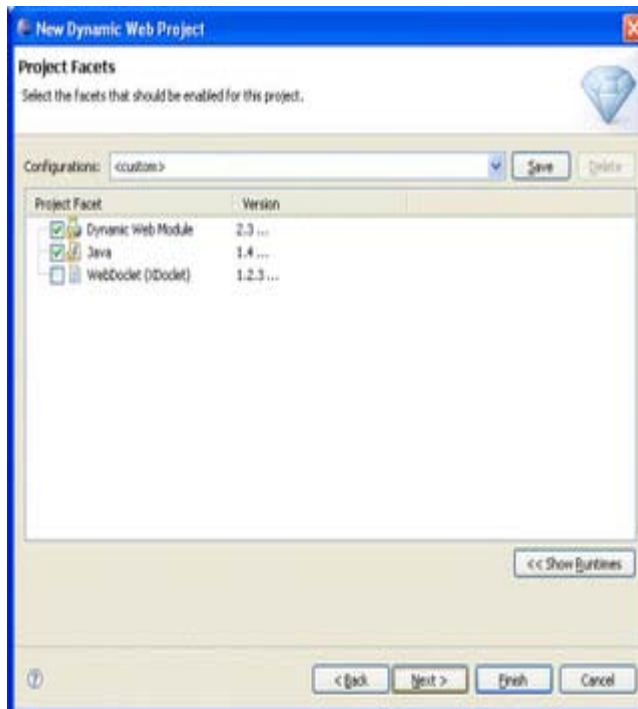 New Dynamic Web Project
Project Facets
Select the facets that should be enabled for this project.
Configurations: <custom> Save Delete
Project Facet Version
Dynamic Web Module 2.3 ...
Java 1.4 ...
WebDoclet (XDoclet) 1.2.3 ...
<< Show Runtimes
< Back Next > Finish Cancel